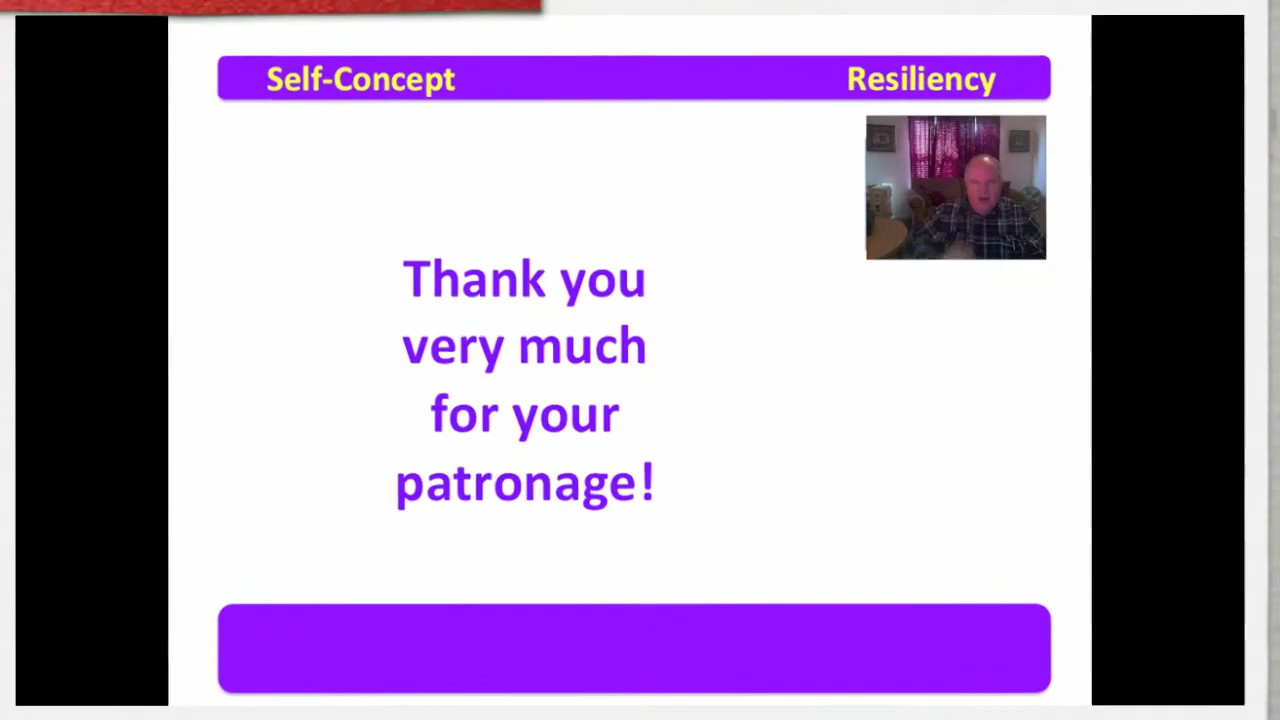 Self-Concept Resiliency
Thank you
very much
for your
patronage!